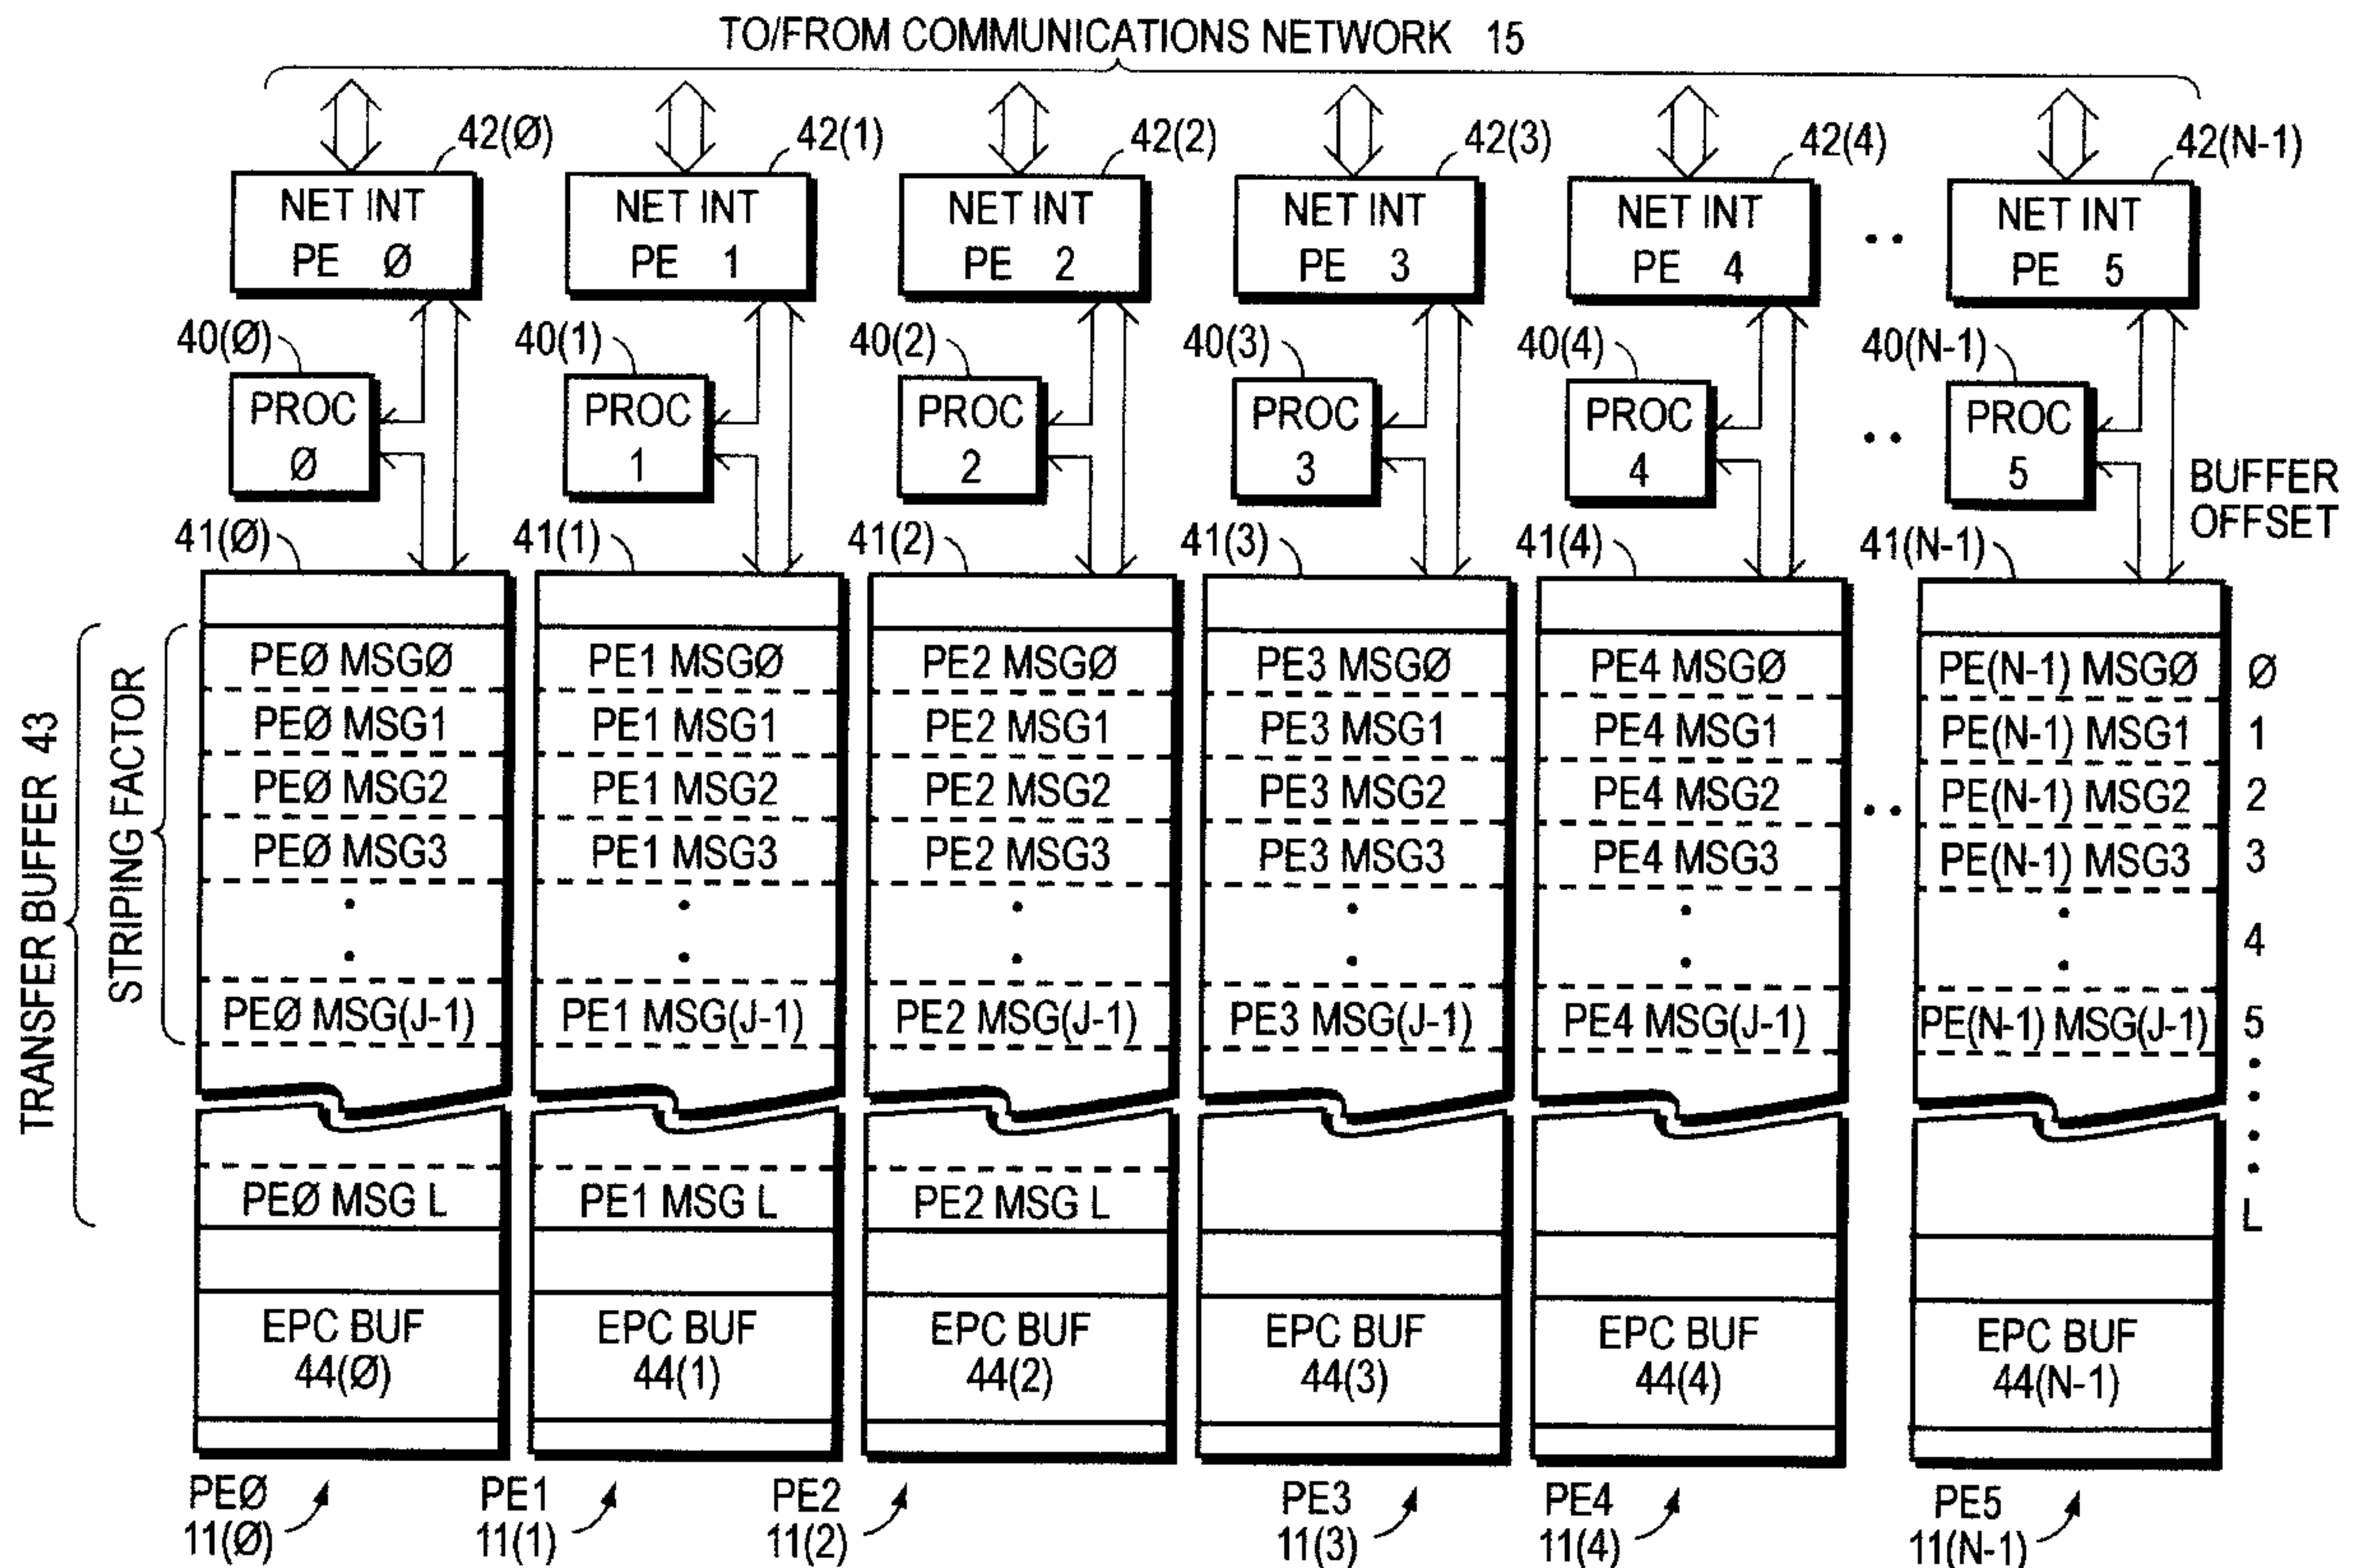 TO/FROM COMMUNICATIONS NETWORK 15
42(Ø) 42(1) 42(2) 42(3) 42(4) 42(N-1)
NET INT NET INT NET INT NET INT NET INT NET INT
PE Ø PE 1 PE 2 PE 3 PE 4 .. PE 5
40(Ø) 40(1) 40(2) 40(3) 40(4) 40(N-1)
PROC PROC PROC PROC PROC PROC
Ø 1 2 3 4 .. 5
BUFFER
OFFSET
41(Ø) 41(1) 41(2) 41(3) 41(4) 41(N-1)
TRANSFER BUFFER 43
STRIPING FACTOR
PEØ MSGØ PE1 MSGØ PE2 MSGØ PE3 MSGØ PE4 MSGØ PE(N-1) MSGØ Ø
PEØ MSG1 PE1 MSG1 PE2 MSG1 PE3 MSG1 PE4 MSG1 PE(N-1) MSG1 1
PEØ MSG2 PE1 MSG2 PE2 MSG2 PE3 MSG2 PE4 MSG2 .. PE(N-1) MSG2 2
PEØ MSG3 PE1 MSG3 PE2 MSG3 PE3 MSG3 PE4 MSG3 PE(N-1) MSG3 3
4
PEØ MSG(J-1) PE1 MSG(J-1) PE2 MSG(J-1) PE3 MSG(J-1) PE4 MSG(J-1) PE(N-1) MSG(J-1) 5
PEØ MSG L PE1 MSG L PE2 MSG L L
EPC BUF EPC BUF EPC BUF EPC BUF EPC BUF EPC BUF
44(Ø) 44(1) 44(2) 44(3) 44(4) 44(N-1)
PEØ PE1 PE2 PE3 PE4 PE5
11(Ø) 11(1) 11(2) 11(3) 11(4) 11(N-1)